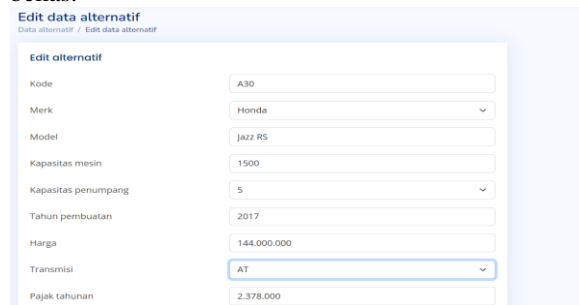 Edit data alternatif
Data alternatif / Edit data alternatif
Edit alternatif
Kode A30
Merk Honda
Model Jazz RS
Kapasitas mesin 1500
Kapasitas penumpang 5
Tahun pembuatan 2017
Harga 144.000.000
Transmisi AT
Pajak tahunan 2.378.000